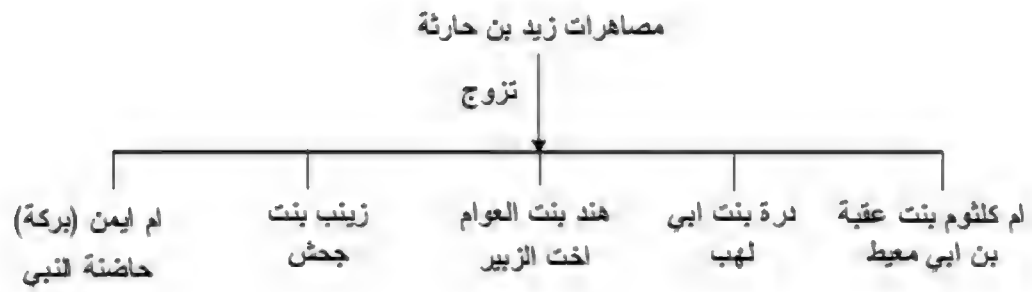 مصاهرات زيد بن حارثة
تزوج
ام كلثوم بنت عقبة
بن ابي معيط
درة بنت ابي
لهب
هند بنت العوام
اخت الزبير
زينب بنت
جحش
ام ايمن (بركة)
حاضنة النبي